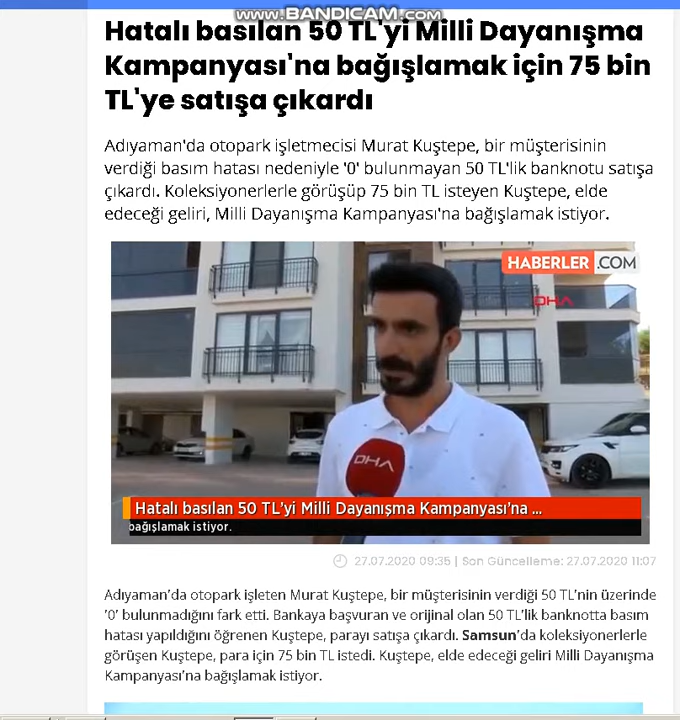 www.BANDICAM.com
Hatalı basılan 50 TL'yi Milli Dayanışma
Kampanyası'na bağışlamak için 75 bin
TL'ye satışa çıkardı
Adıyaman'da otopark işletmecisi Murat Kuştepe, bir müşterisinin
verdiği basım hatası nedeniyle '0' bulunmayan 50 TL'lik banknotu satışa
çıkardı. Koleksiyonerlerle görüşüp 75 bin TL isteyen Kuştepe, elde
edeceği geliri, Milli Dayanışma Kampanyası'na bağışlamak istiyor.
HABERLER.COM
DHA
DHA
Hatalı basılan 50 TL'yi Milli Dayanışma Kampanyası'na ...
bağışlamak istiyor.
27.07.2020 09:35 | Son Güncelleme: 27.07.2020 11:07
Adıyaman'da otopark işleten Murat Kuştepe, bir müşterisinin verdiği 50 TL'nin üzerinde
'0' bulunmadığını fark etti. Bankaya başvuran ve orijinal olan 50 TL'lik banknotta basım
hatası yapıldığını öğrenen Kuştepe, parayı satışa çıkardı. Samsun'da koleksiyonerlerle
görüşen Kuştepe, para için 75 bin TL istedi. Kuştepe, elde edeceği geliri Milli Dayanışma
Kampanyası'na bağışlamak istiyor.